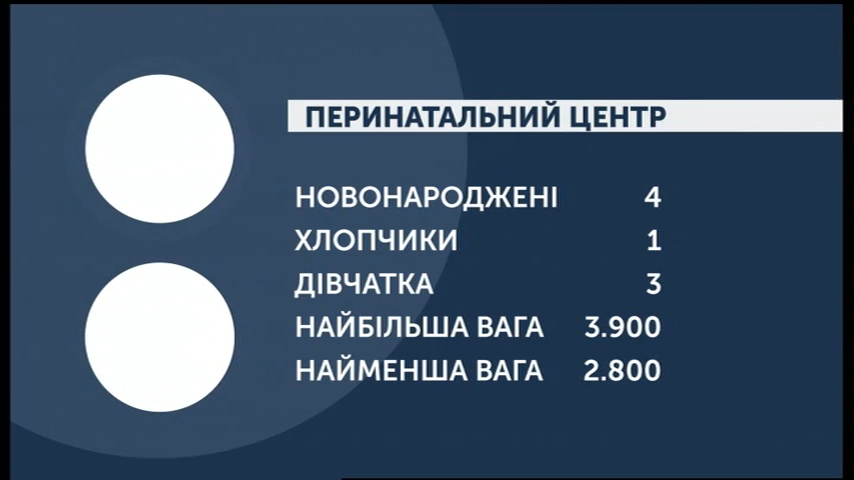 ПЕРИНАТАЛЬНИЙ ЦЕНТР
НОВОНАРОДЖЕНІ 4
ХЛОПЧИКИ 1
ДІВЧАТКА 3
НАЙБІЛЬША ВАГА 3.900
НАЙМЕНША ВАГА 2.800